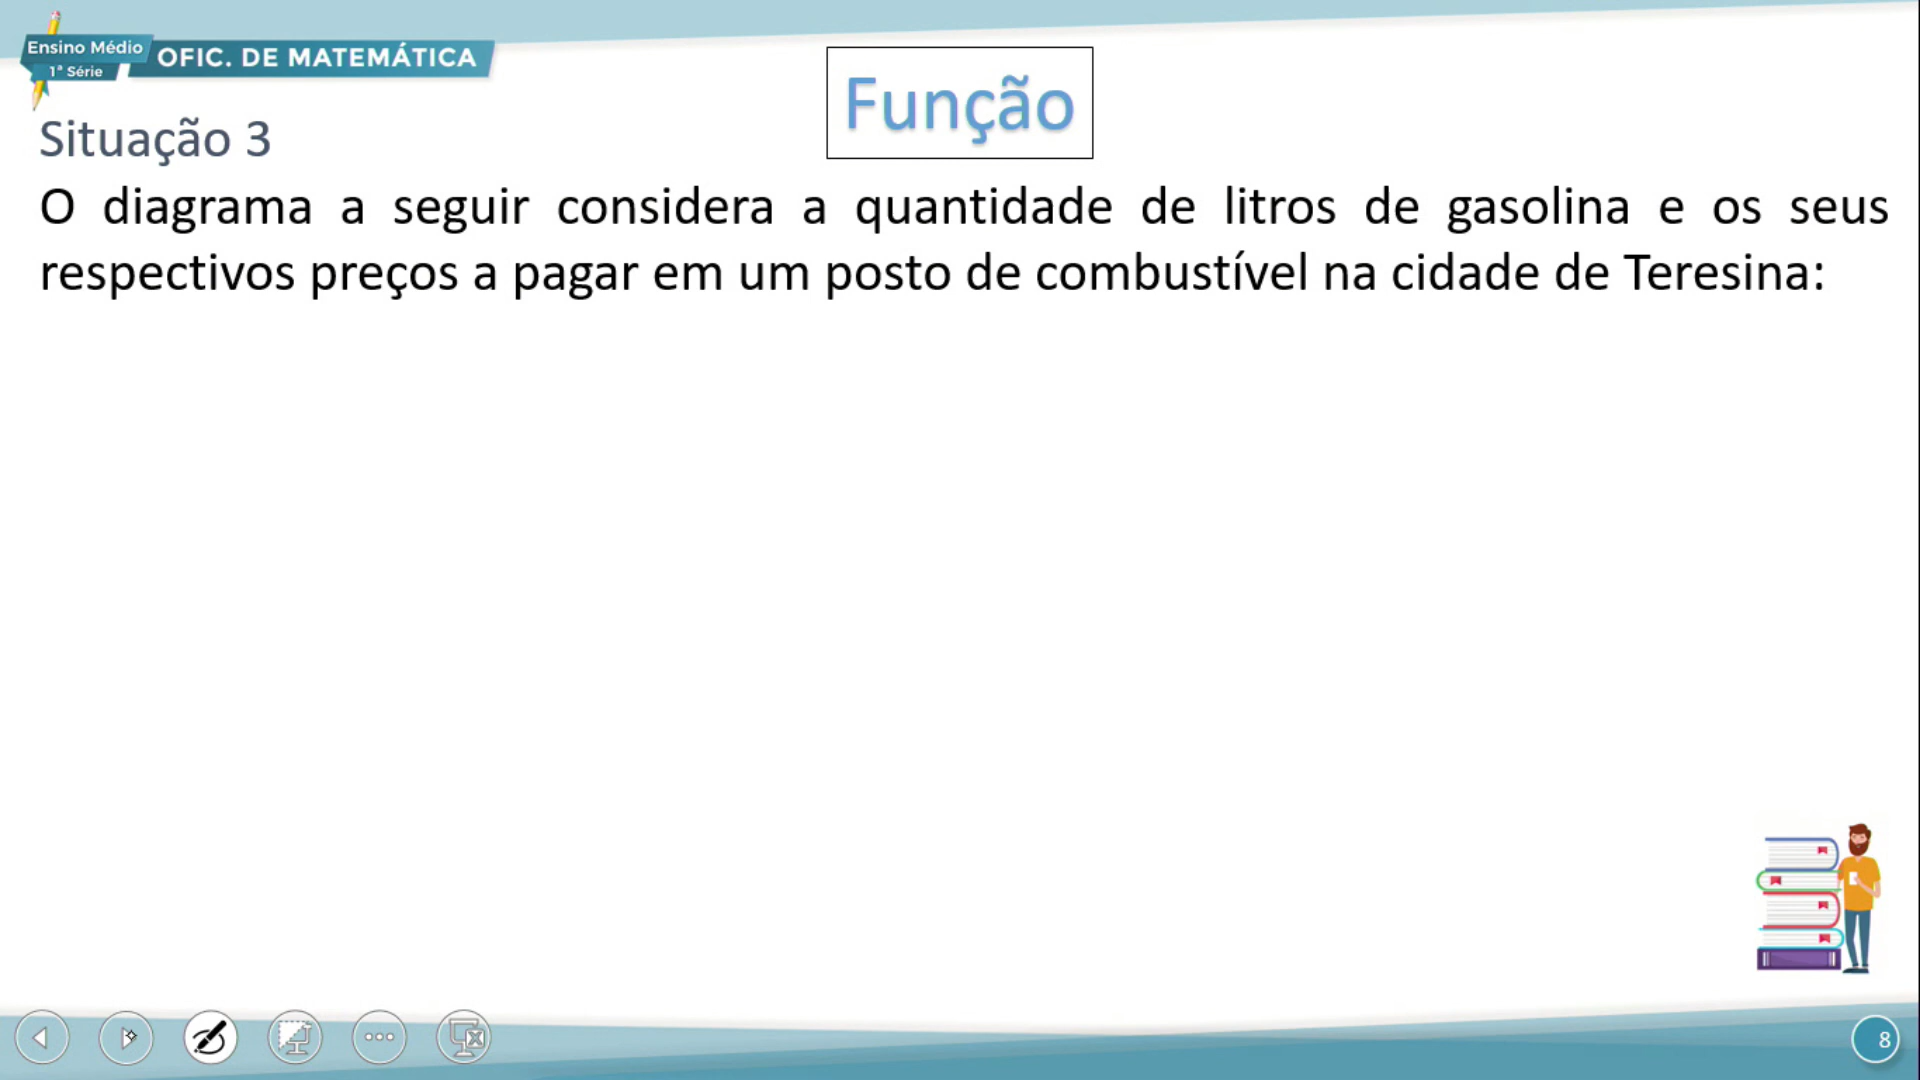 Ensino Médio
1ª Série
OFIC. DE MATEMÁTICA
Função
Situação 3
O diagrama a seguir considera a quantidade de litros de gasolina e os seus
respectivos preços a pagar em um posto de combustível na cidade de Teresina:
8